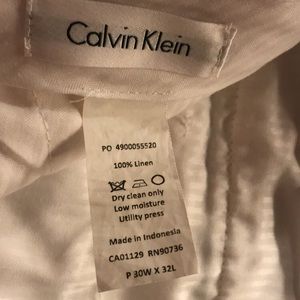 Calvin Klein
PO 4900055520
100% Linen
Dry clean only
Low moisture
Utility press
Made in Indonesia
CA01129 RN90736
P 30W X 32L